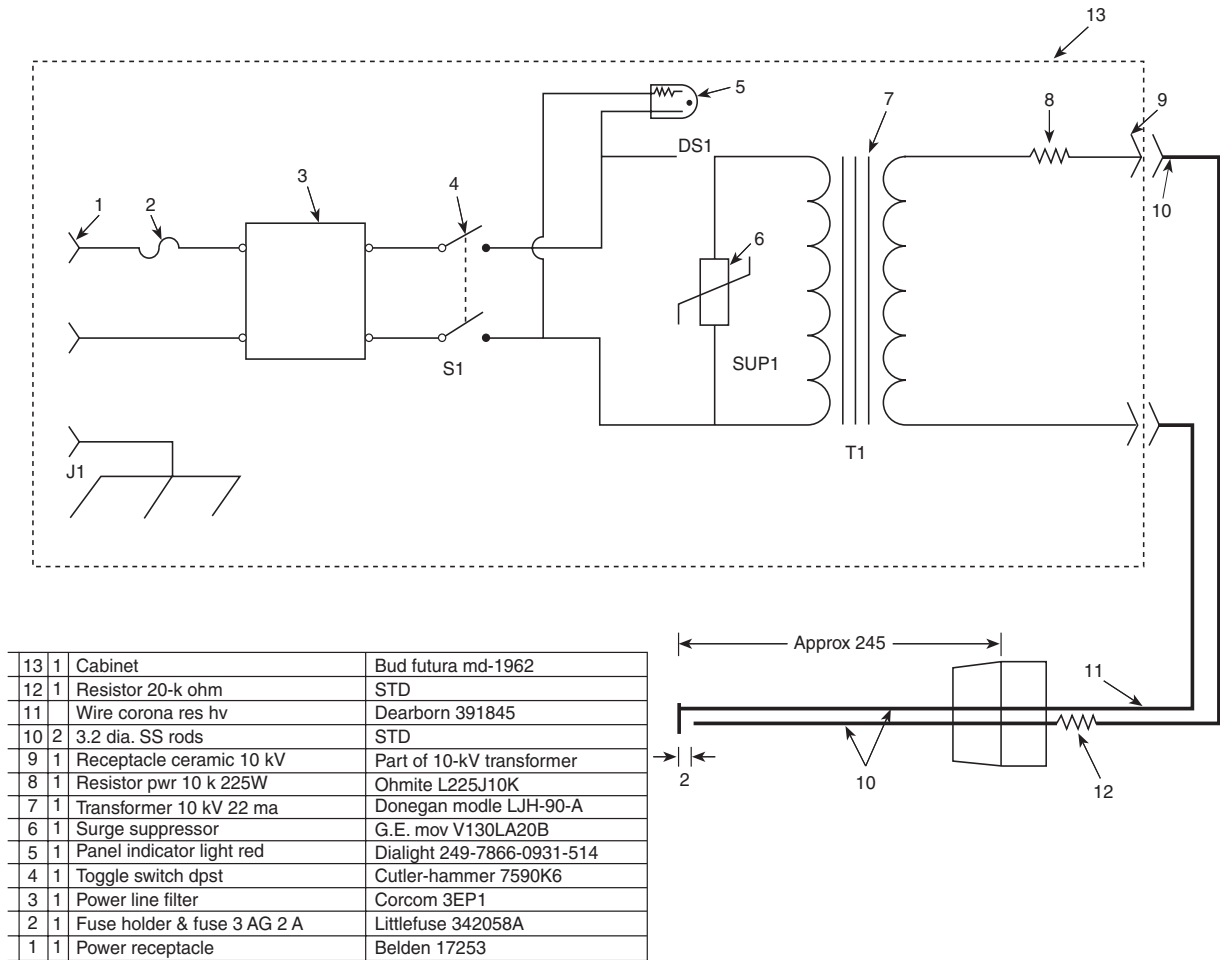 13
5
7
8
9
DS1
3
4
1
2
10
6
SUP1
S1
T1
J1
Approx 245
11
2
10
12
13 1 Cabinet Bud futura md-1962
12 1 Resistor 20-k ohm STD
11 Wire corona res hv Dearborn 391845
10 2 3.2 dia. SS rods STD
9 1 Receptacle ceramic 10 kV Part of 10-kV transformer
8 1 Resistor pwr 10 k 225W Ohmite L225J10K
7 1 Transformer 10 kV 22 ma Donegan modle LJH-90-A
6 1 Surge suppressor G.E. mov V130LA20B
5 1 Panel indicator light red Dialight 249-7866-0931-514
4 1 Toggle switch dpst Cutler-hammer 7590K6
3 1 Power line filter Corcom 3EP1
2 1 Fuse holder & fuse 3 AG 2 A Littlefuse 342058A
1 1 Power receptacle Belden 17253